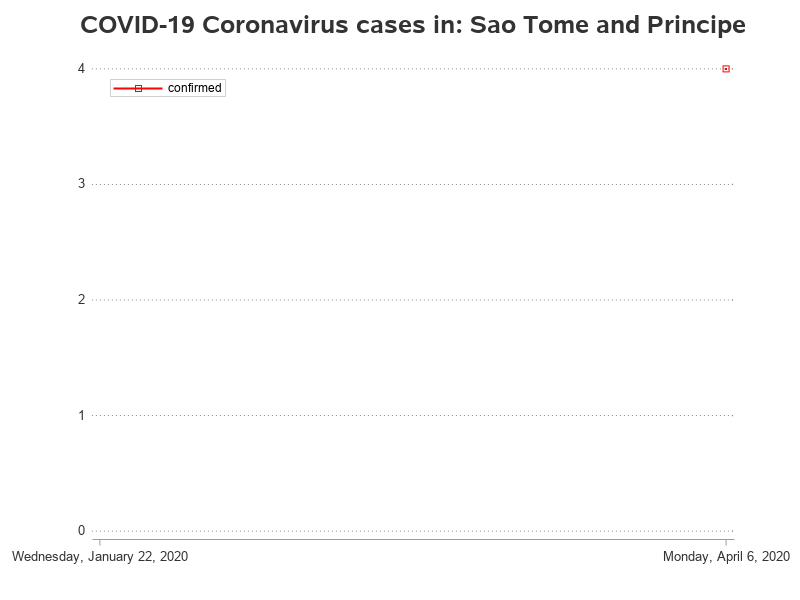 COVID-19 Coronavirus cases in: Sao Tome and Principe
4
confirmed
3
2
1
0
Wednesday, January 22, 2020
Monday, April 6, 2020